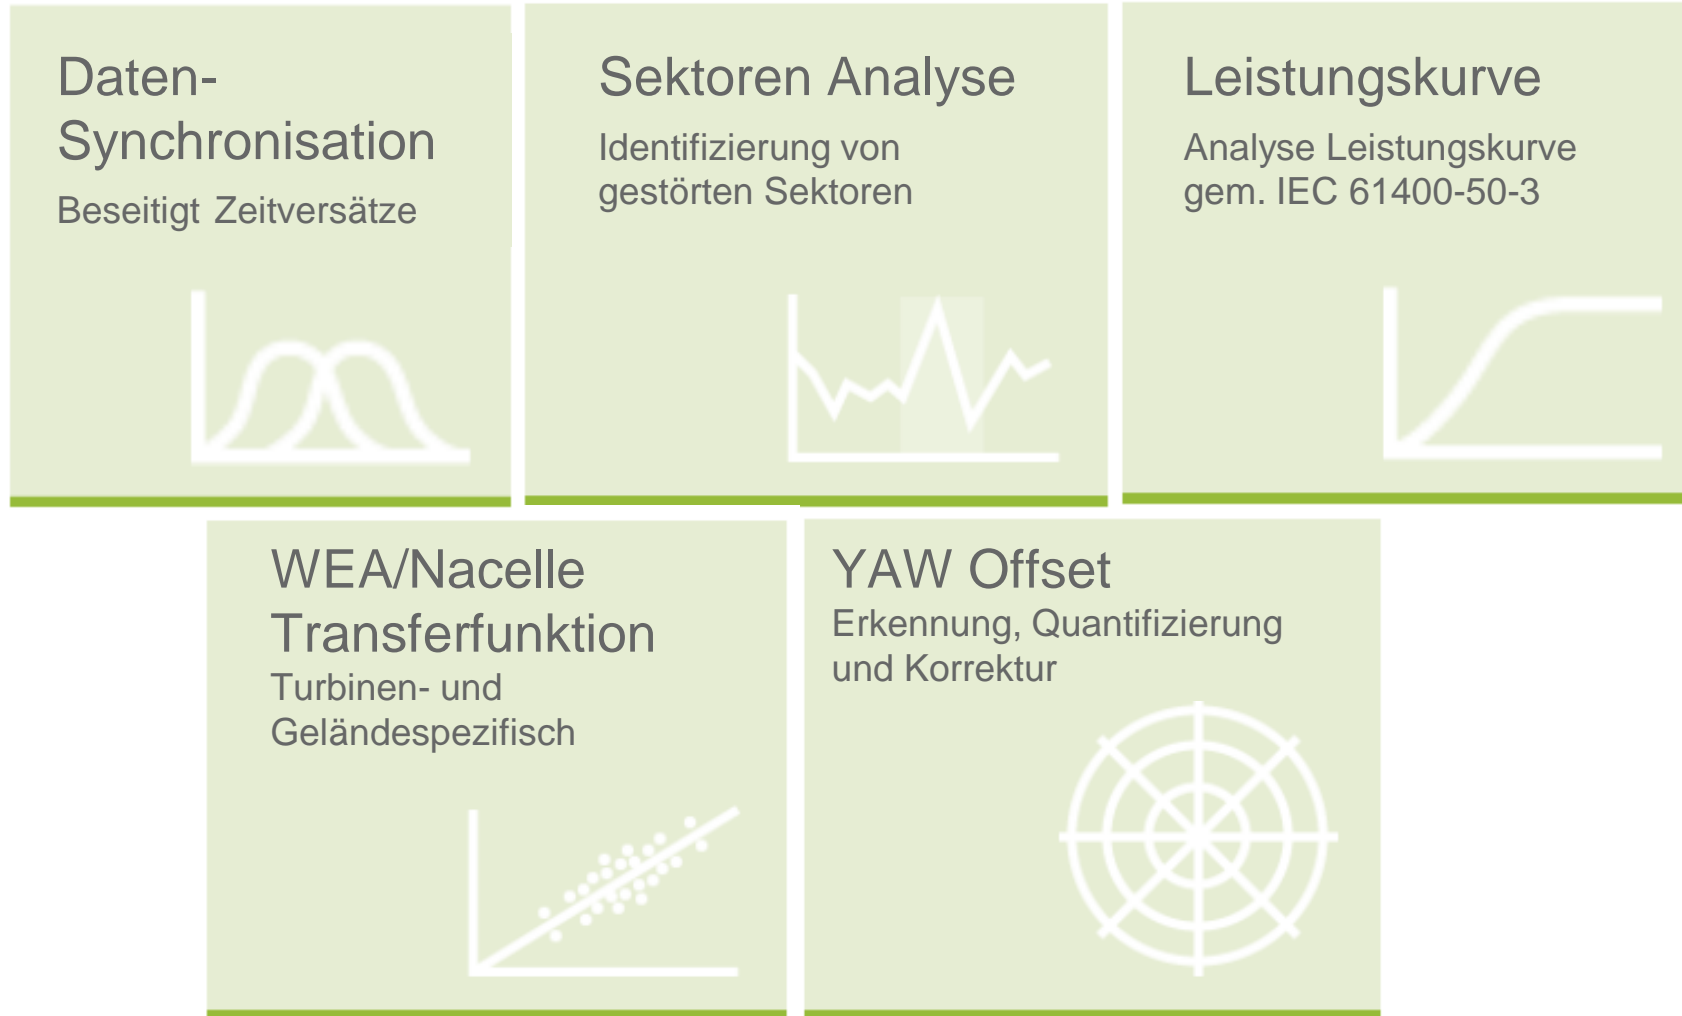 Daten-
Synchronisation
Beseitigt Zeitversätze
Sektoren Analyse
Identifizierung von
gestörten Sektoren
Leistungskurve
Analyse Leistungskurve
gem. IEC 61400-50-3
WEA/Nacelle
Transferfunktion
Turbinen- und
Geländespezifisch
YAW Offset
Erkennung, Quantifizierung
und Korrektur